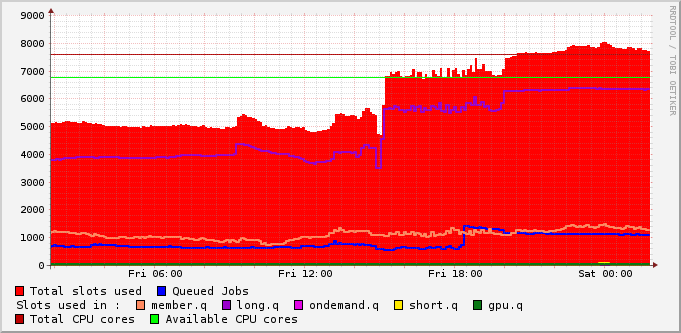 9000
8000
7000
6000
5000
4000
3000
2000
1000
0
Fri 06:00 Fri 12:00 Fri 18:00 Sat 00:00
Total slots used Queued Jobs
Slots used in : member.q long.q ondemand.q short.q gpu.q
Total CPU cores Available CPU cores
RRDTOOL / TOBI OETIKER